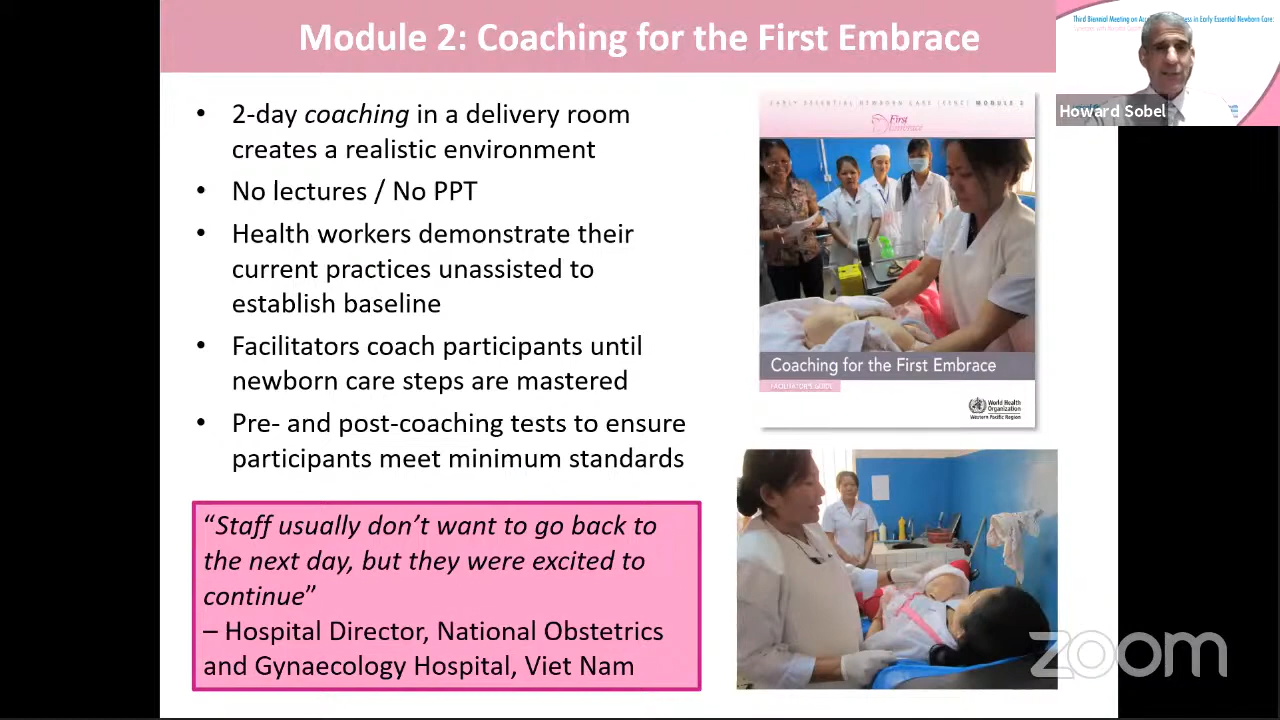 Module 2: Coaching for the First Embrace
• 2-day coaching in a delivery room
creates a realistic environment
• No lectures / No PPT
• Health workers demonstrate their
current practices unassisted to
establish baseline
• Facilitators coach participants until
newborn care steps are mastered
• Pre- and post-coaching tests to ensure
participants meet minimum standards
“Staff usually don’t want to go back to
the next day, but they were excited to
continue”
– Hospital Director, National Obstetrics
and Gynaecology Hospital, Viet Nam
EARLY ESSENTIAL NEWBORN CARE (EENC) MODULE 2
First
Embrace
Coaching for the First Embrace
FACILITATOR'S GUIDE
World Health
Organization
Western Pacific Region
Third Biennial Meeting on
in Early Essential Newborn Care:
Howard Sobel
zoom